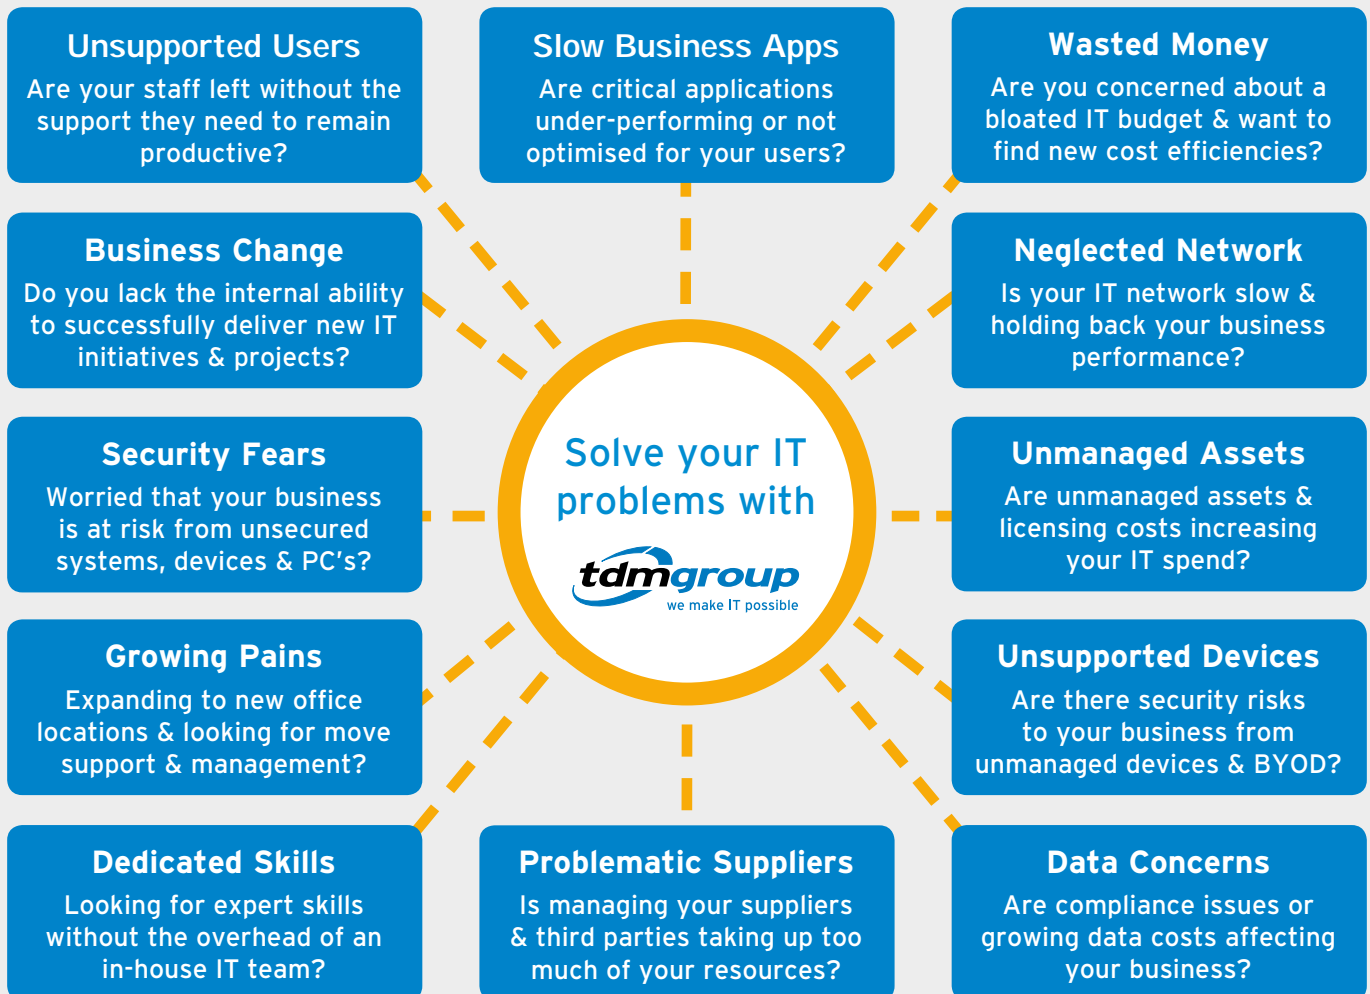 Unsupported Users
Are your staff left without the
support they need to remain
productive?
Slow Business Apps
Are critical applications
under-performing or not
optimised for your users?
Wasted Money
Are you concerned about a
bloated IT budget & want to
find new cost efficiencies?
Business Change
Do you lack the internal ability
to successfully deliver new IT
initiatives & projects?
Neglected Network
Is your IT network slow &
holding back your business
performance?
Security Fears
Worried that your business
is at risk from unsecured
systems, devices & PC's?
Solve your IT
problems with
tdmgroup
we make IT possible
Unmanaged Assets
Are unmanaged assets &
licensing costs increasing
your IT spend?
Growing Pains
Expanding to new office
locations & looking for move
support & management?
Unsupported Devices
Are there security risks
to your business from
unmanaged devices & BYOD?
Dedicated Skills
Looking for expert skills
without the overhead of an
in-house IT team?
Problematic Suppliers
Is managing your suppliers
& third parties taking up too
much of your resources?
Data Concerns
Are compliance issues or
growing data costs affecting
your business?